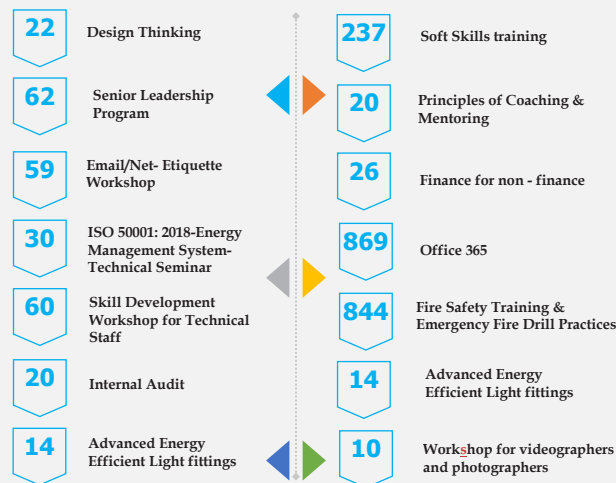 22
Design Thinking
62
Senior Leadership
Program
59
Email/Net- Etiquette
Workshop
30
ISO 50001: 2018-Energy
Management System-
Technical Seminar
60
Skill Development
Workshop for Technical
Staff
20
Internal Audit
14
Advanced Energy
Efficient Light fittings
237
Soft Skills training
20
Principles of Coaching &
Mentoring
26
Finance for non - finance
869
Office 365
844
Fire Safety Training &
Emergency Fire Drill Practices
14
Advanced Energy
Efficient Light fittings
10
Workshop for videographers
and photographers